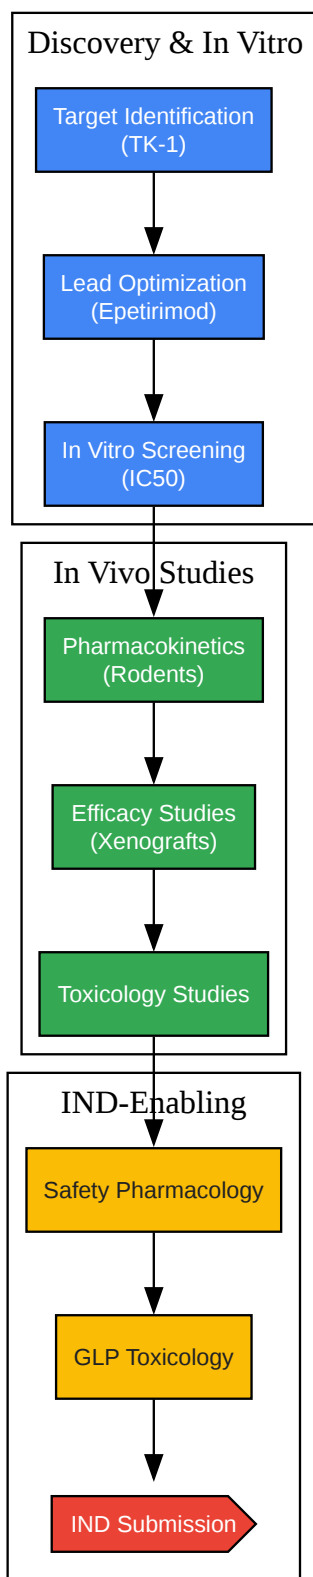 Discovery & In Vitro
Target Identification
(TK-1)
Lead Optimization
(Epetirimod)
In Vitro Screening
(IC50)
In Vivo Studies
Pharmacokinetics
(Rodents)
Efficacy Studies
(Xenografts)
Toxicology Studies
IND-Enabling
Safety Pharmacology
GLP Toxicology
IND Submission